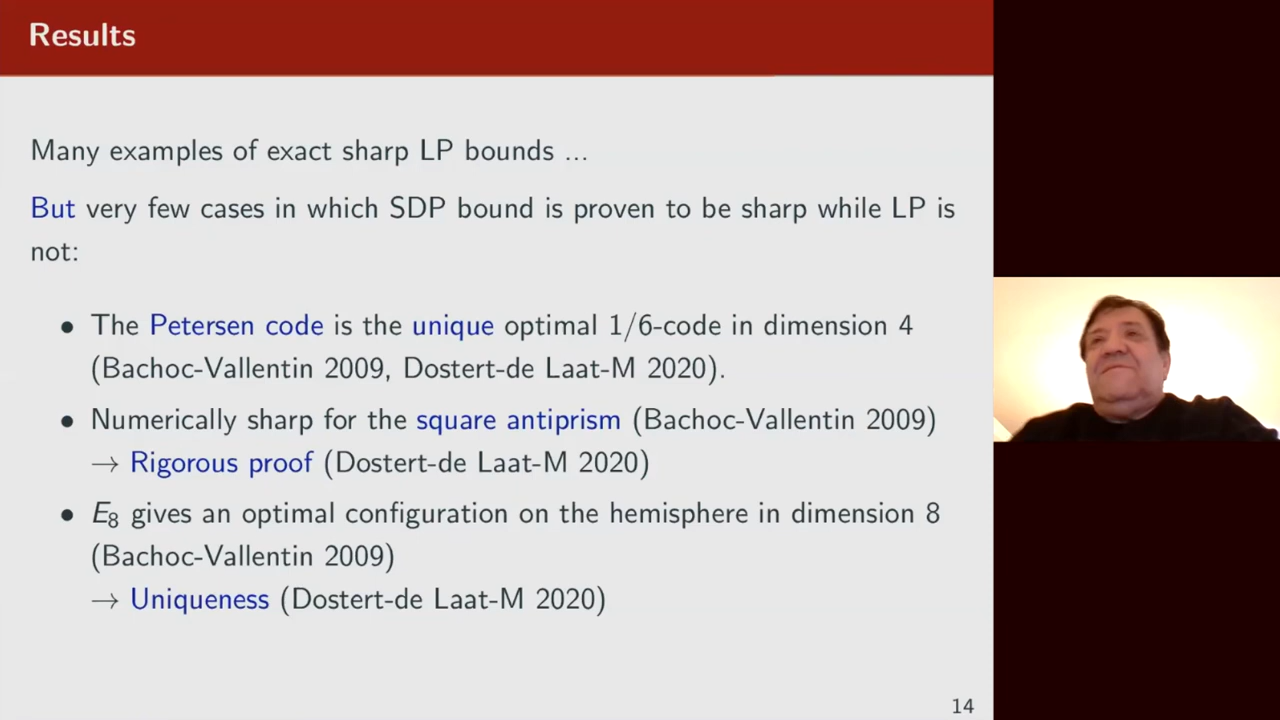 Results
Many examples of exact sharp LP bounds ...
But very few cases in which SDP bound is proven to be sharp while LP is
not:
• The Petersen code is the unique optimal 1/6-code in dimension 4
(Bachoc-Vallentin 2009, Dostert-de Laat-M 2020).
• Numerically sharp for the square antiprism (Bachoc-Vallentin 2009)
→ Rigorous proof (Dostert-de Laat-M 2020)
• E₈ gives an optimal configuration on the hemisphere in dimension 8
(Bachoc-Vallentin 2009)
→ Uniqueness (Dostert-de Laat-M 2020)
14